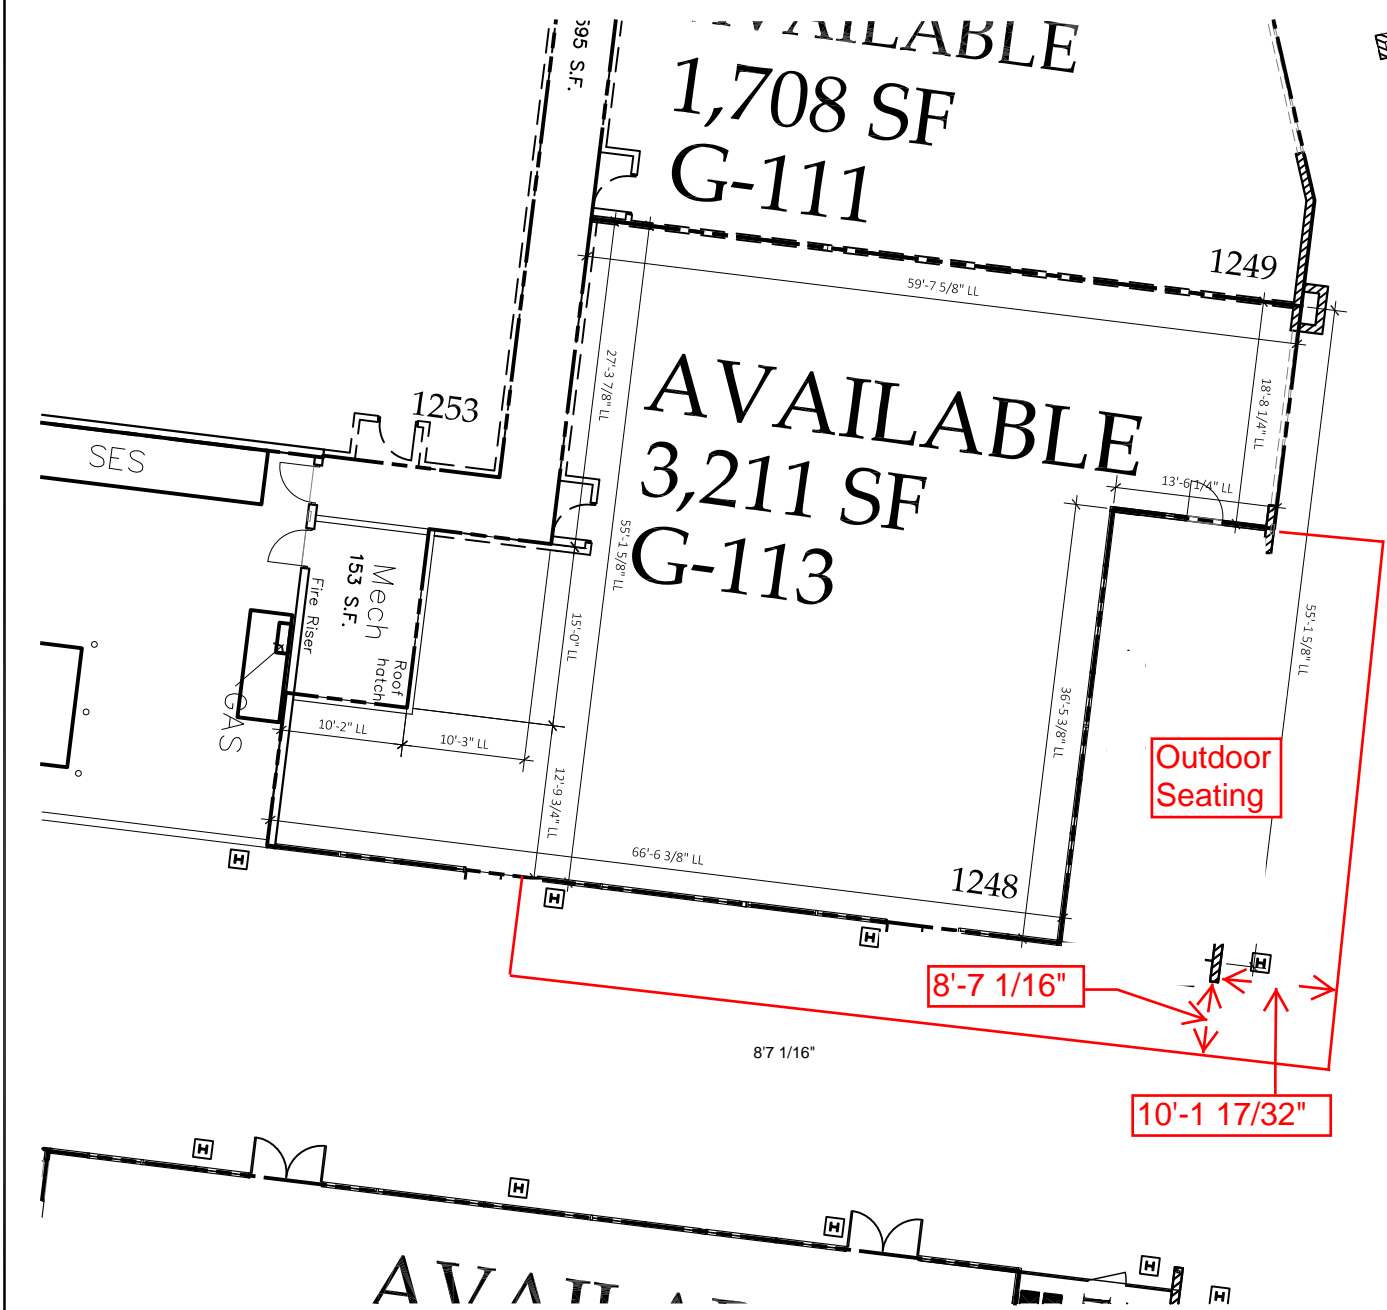 AVAILABLE
1,708 SF
G-111
595 S.F.
1249
59'-7 5/8" LL
27'-3 7/8" LL
18'-8 1/4" LL
AVAILABLE
3,211 SF
G-113
1253
SES
13'-6 1/4" LL
55'-1 5/8" LL
Mech
153 S.F.
Fire Riser
Roof
hatch
15'-0" LL
55'-1 5/8" LL
GAS
10'-2" LL
10'-3" LL
36'-5 3/8" LL
Outdoor
Seating
12'-9 3/4" LL
66'-6 3/8" LL
1248
H
H
H
H
8'-7 1/16"
8'7 1/16"
10'-1 17/32"
H
H
H
H
H
AVAILA